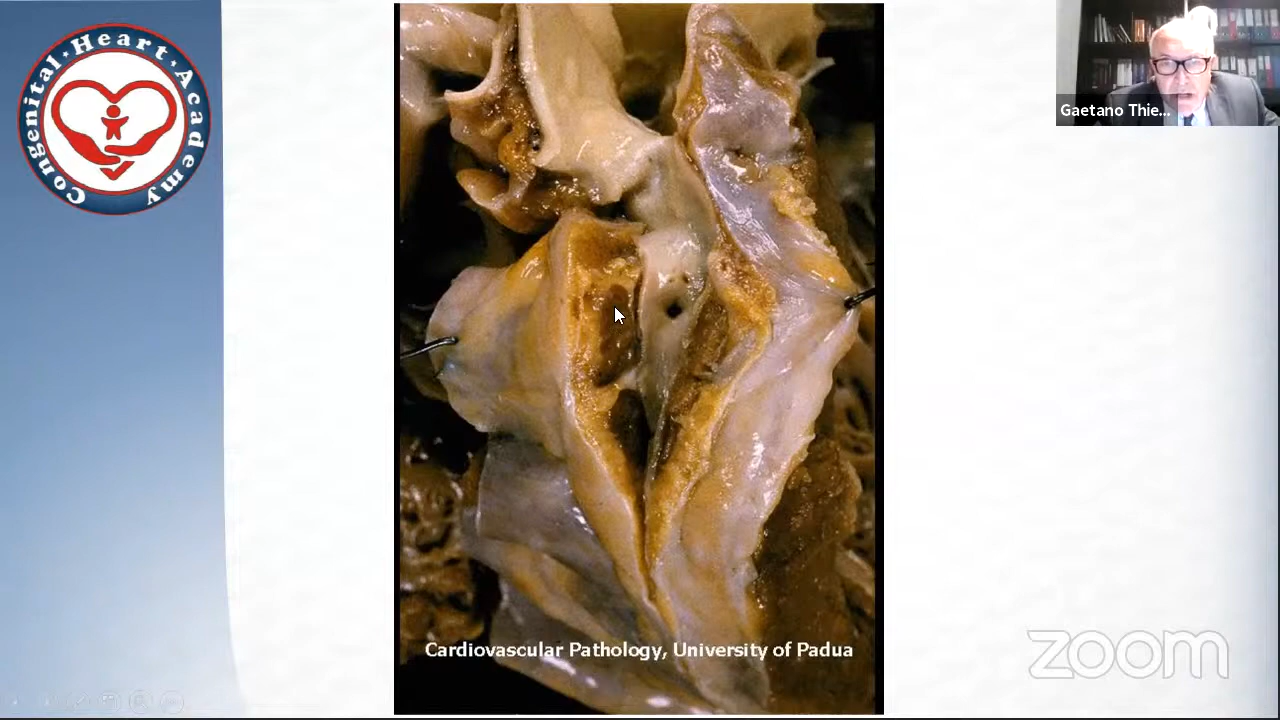 Congenital·Heart·Academy
Gaetano Thie...
Cardiovascular Pathology, University of Padua
zoom